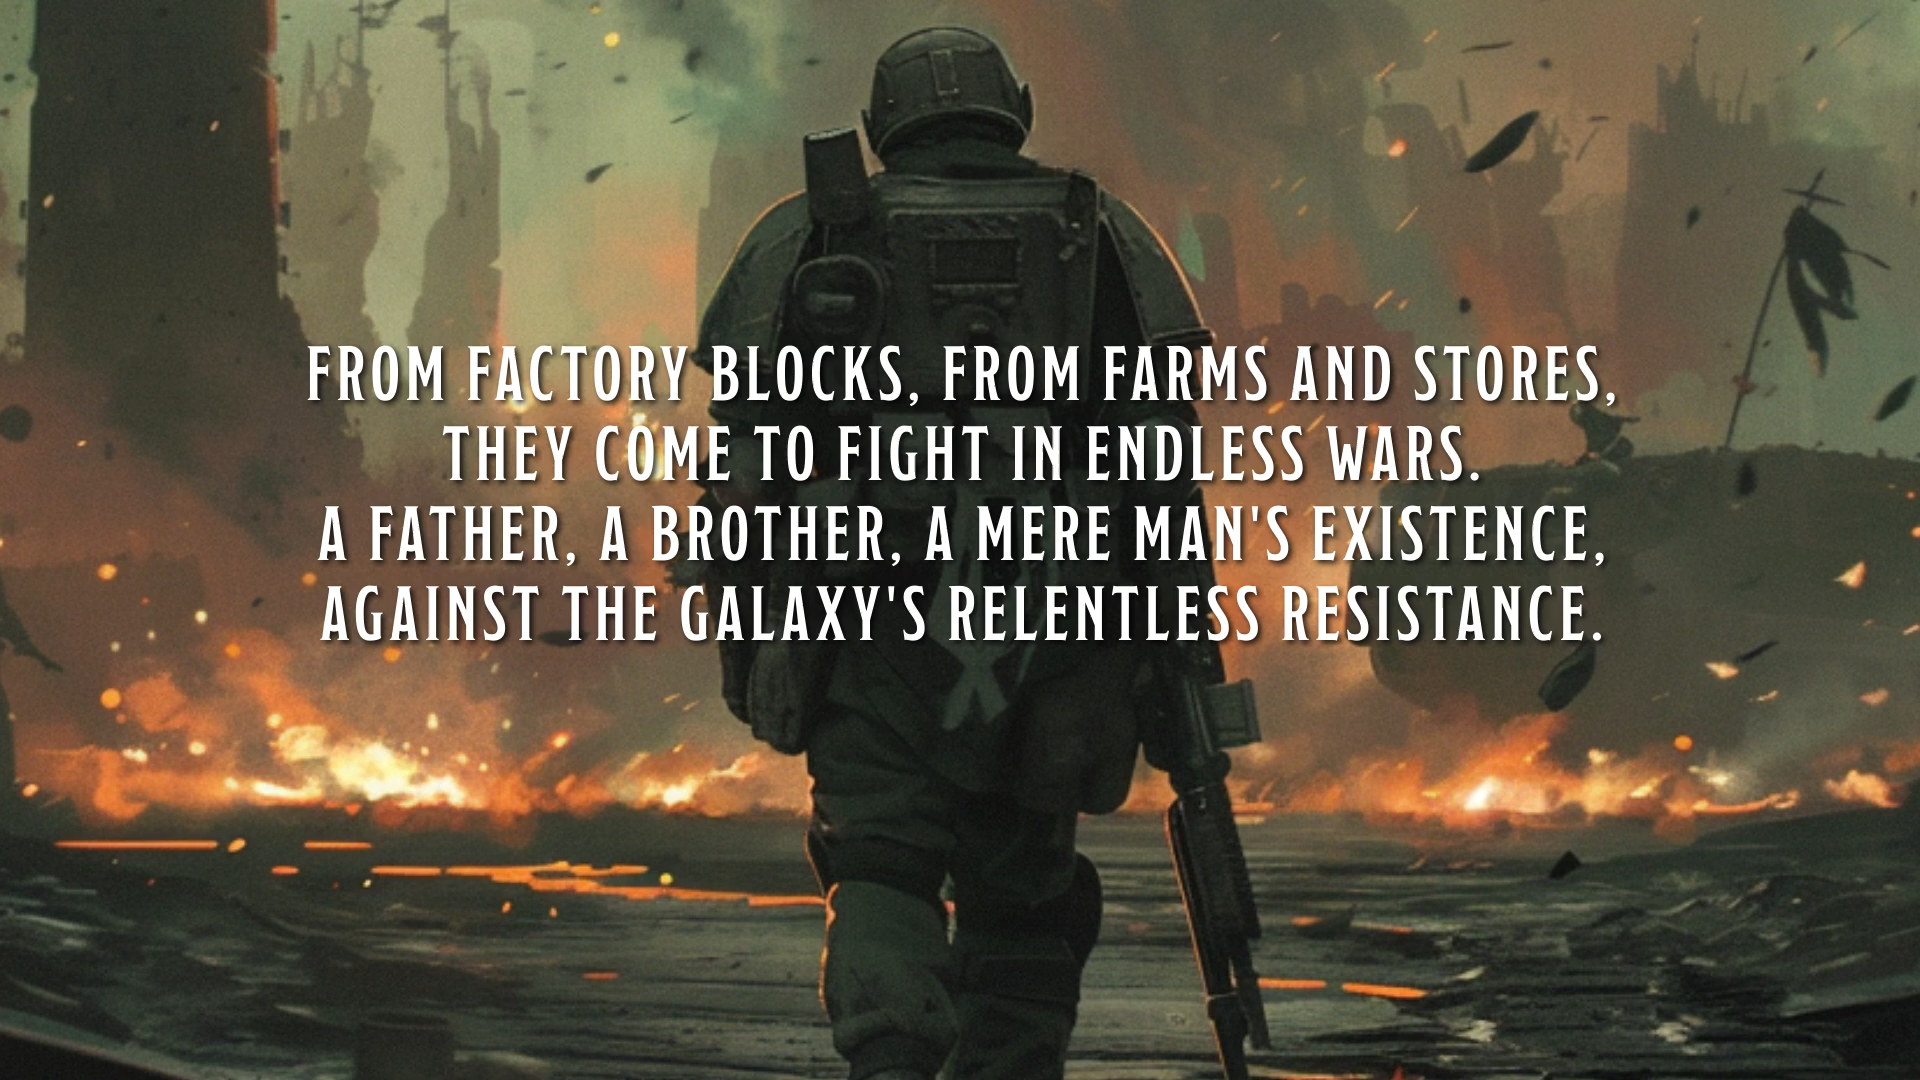 FROM FACTORY BLOCKS, FROM FARMS AND STORES,
THEY COME TO FIGHT IN ENDLESS WARS.
A FATHER, A BROTHER, A MERE MAN'S EXISTENCE,
AGAINST THE GALAXY'S RELENTLESS RESISTANCE.